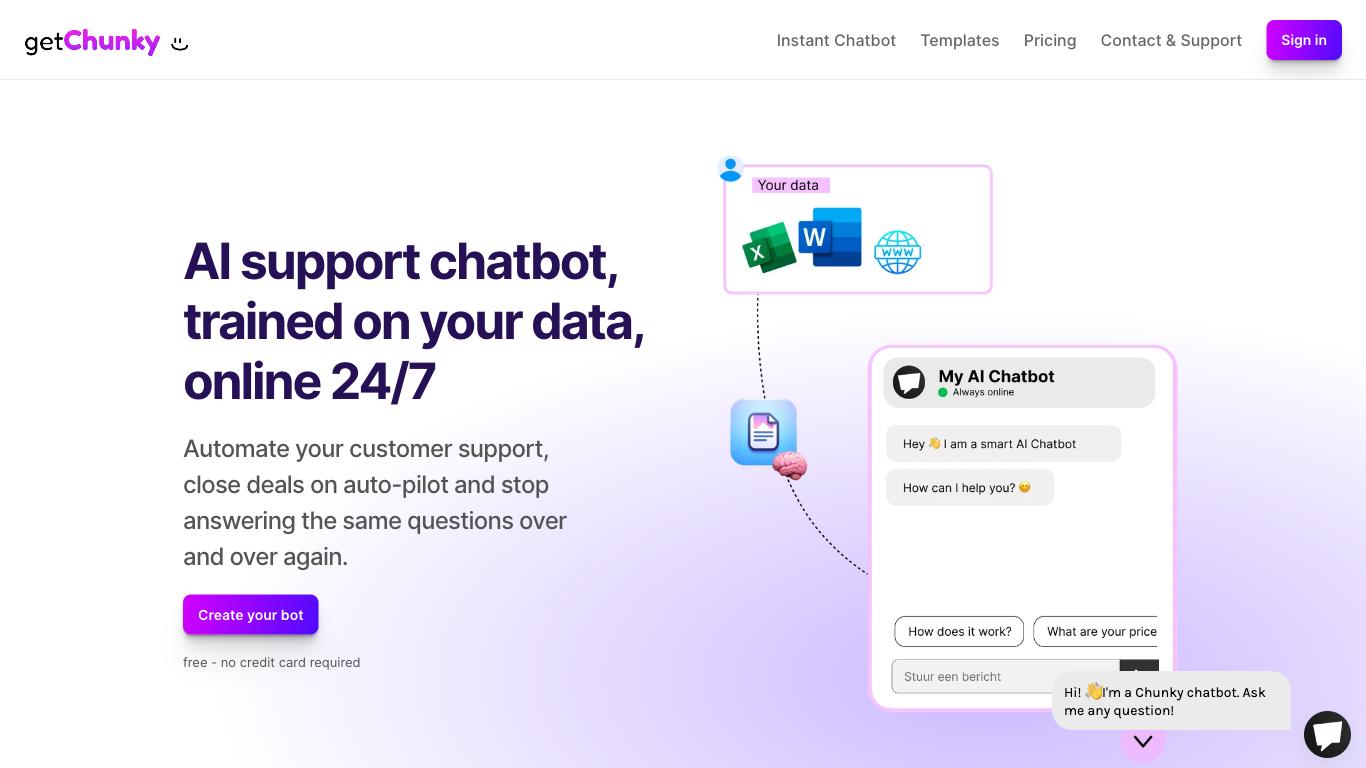 getChunky
Instant Chatbot
Templates
Pricing
Contact & Support
Sign in
AI support chatbot,
trained on your data,
online 24/7
Automate your customer support,
close deals on auto-pilot and stop
answering the same questions over
and over again.
Create your bot
free - no credit card required
Your data
X
W
WWW
My AI Chatbot
Always online
Hey 👋 I am a smart AI Chatbot
How can I help you? 😊
How does it work?
What are your price
Stuur een bericht
Hi! 👋I'm a Chunky chatbot. Ask
me any question!